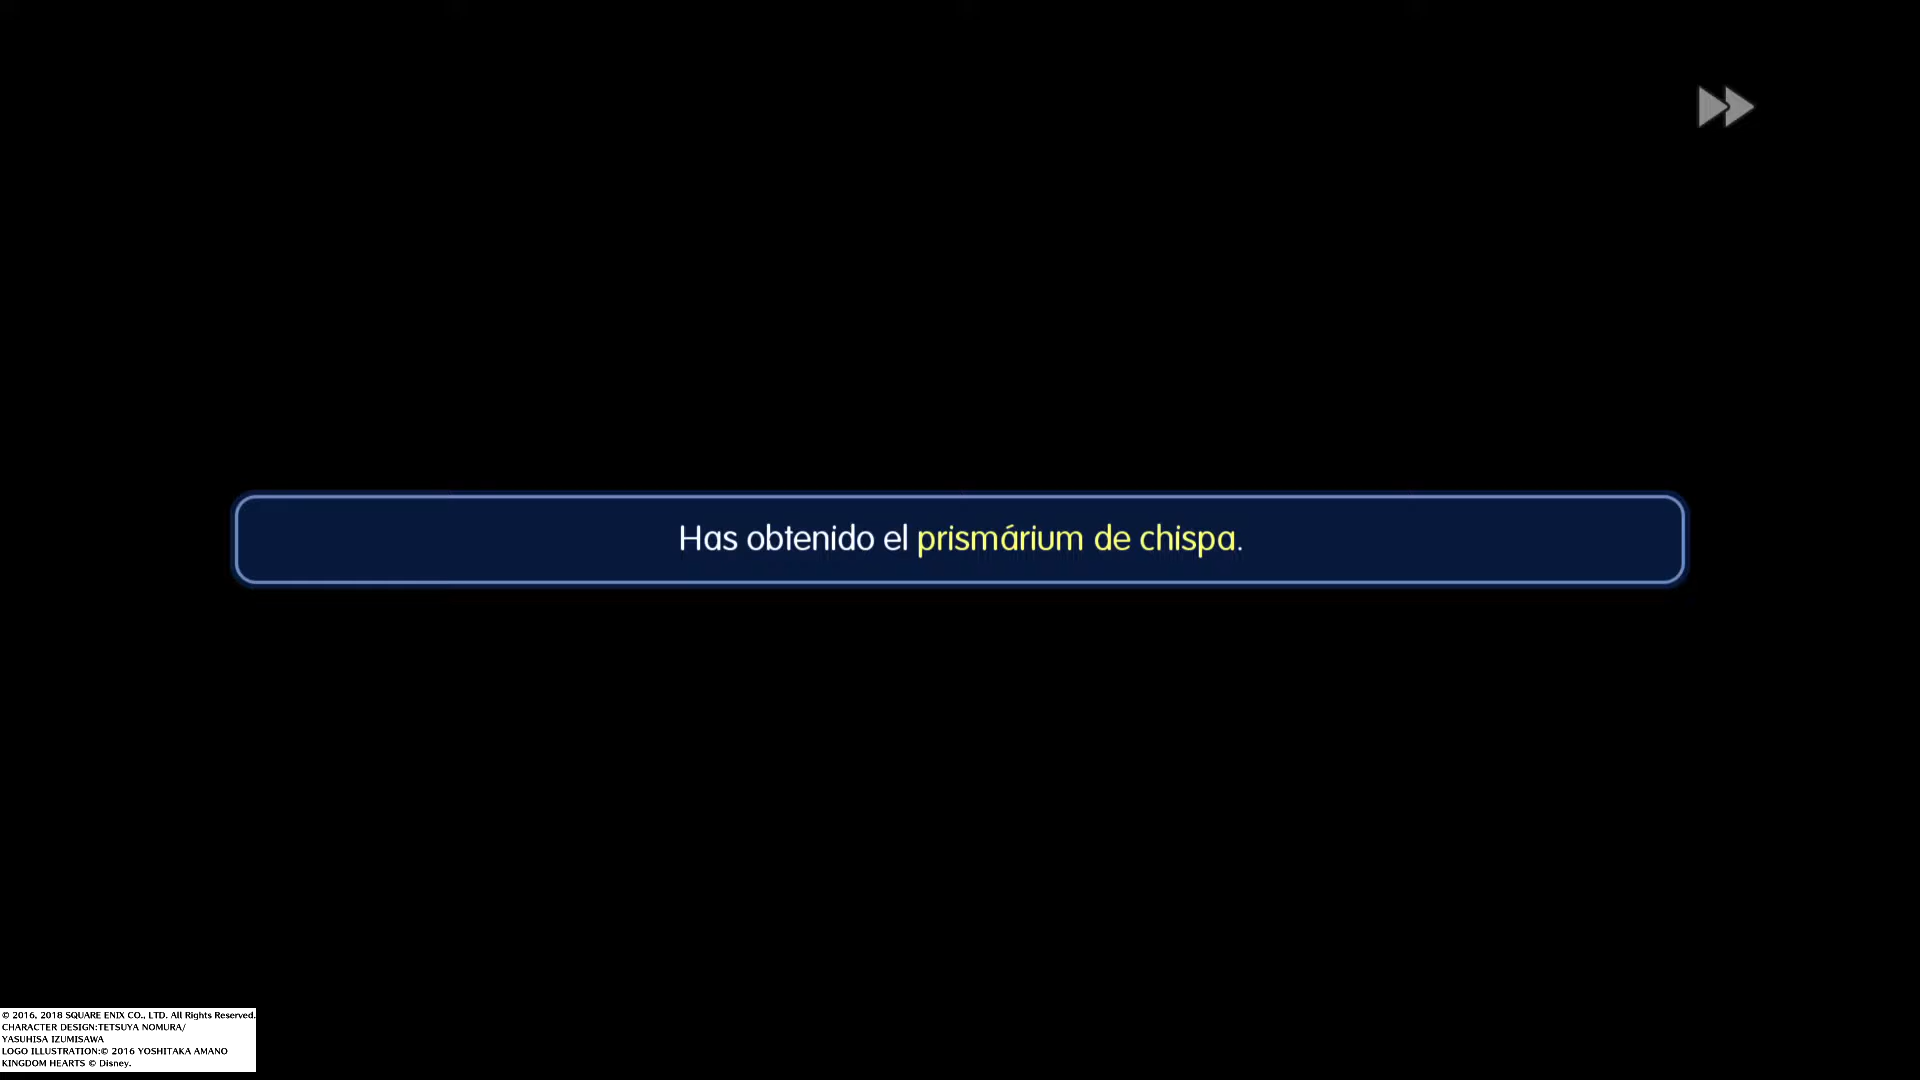 Has obtenido el prismárium de chispa.
© 2016, 2018 SQUARE ENIX CO., LTD. All Rights Reserved.
CHARACTER DESIGN:TETSUYA NOMURA/
YASUHISA IZUMISAWA
LOGO ILLUSTRATION:© 2016 YOSHITAKA AMANO
KINGDOM HEARTS © Disney.